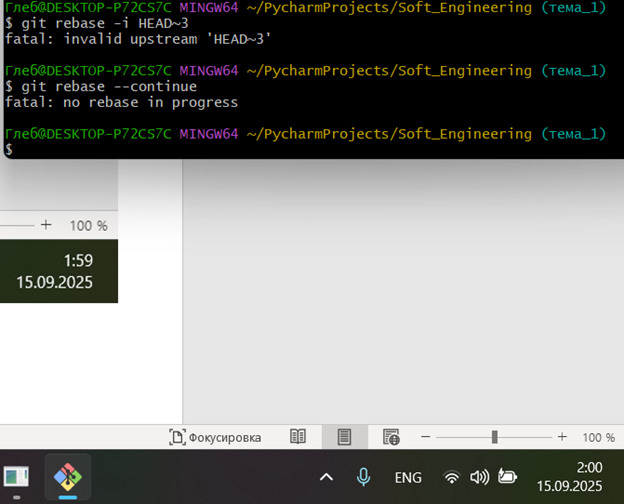 Глеб@DESKTOP-P72CS7C MINGW64 ~/PycharmProjects/Soft_Engineering (тема_1)
$ git rebase -i HEAD~3
fatal: invalid upstream 'HEAD~3'
Глеб@DESKTOP-P72CS7C MINGW64 ~/PycharmProjects/Soft_Engineering (тема_1)
$ git rebase --continue
fatal: no rebase in progress
Глеб@DESKTOP-P72CS7C MINGW64 ~/PycharmProjects/Soft_Engineering (тема_1)
$
100 %
1:59
15.09.2025
Фокусировка
100 %
ENG
2:00
15.09.2025